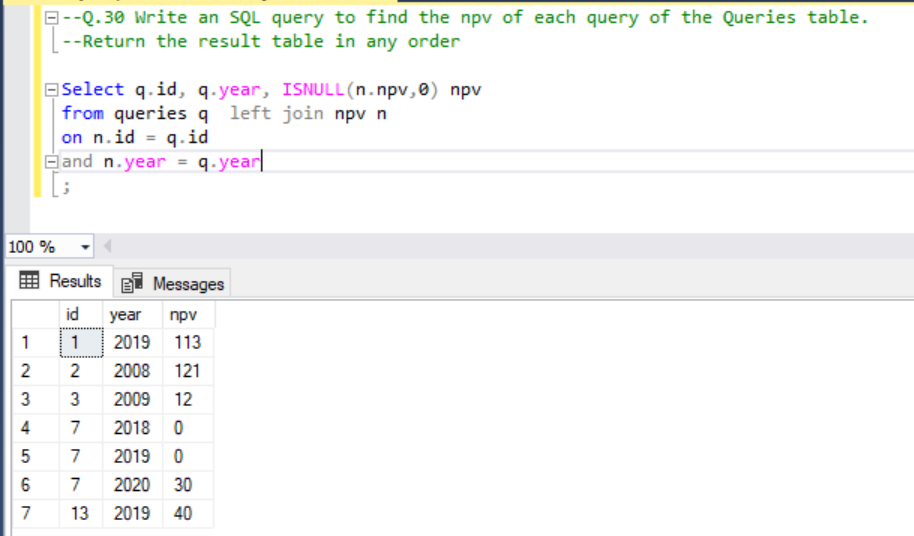 --Q.30 Write an SQL query to find the npv of each query of the Queries table.
--Return the result table in any order
Select q.id, q.year, ISNULL(n.npv,0) npv
from queries q  left join npv n
on n.id = q.id
and n.year = q.year
;
100 %
Results Messages
id year npv
1 1 2019 113
2 2 2008 121
3 3 2009 12
4 7 2018 0
5 7 2019 0
6 7 2020 30
7 13 2019 40